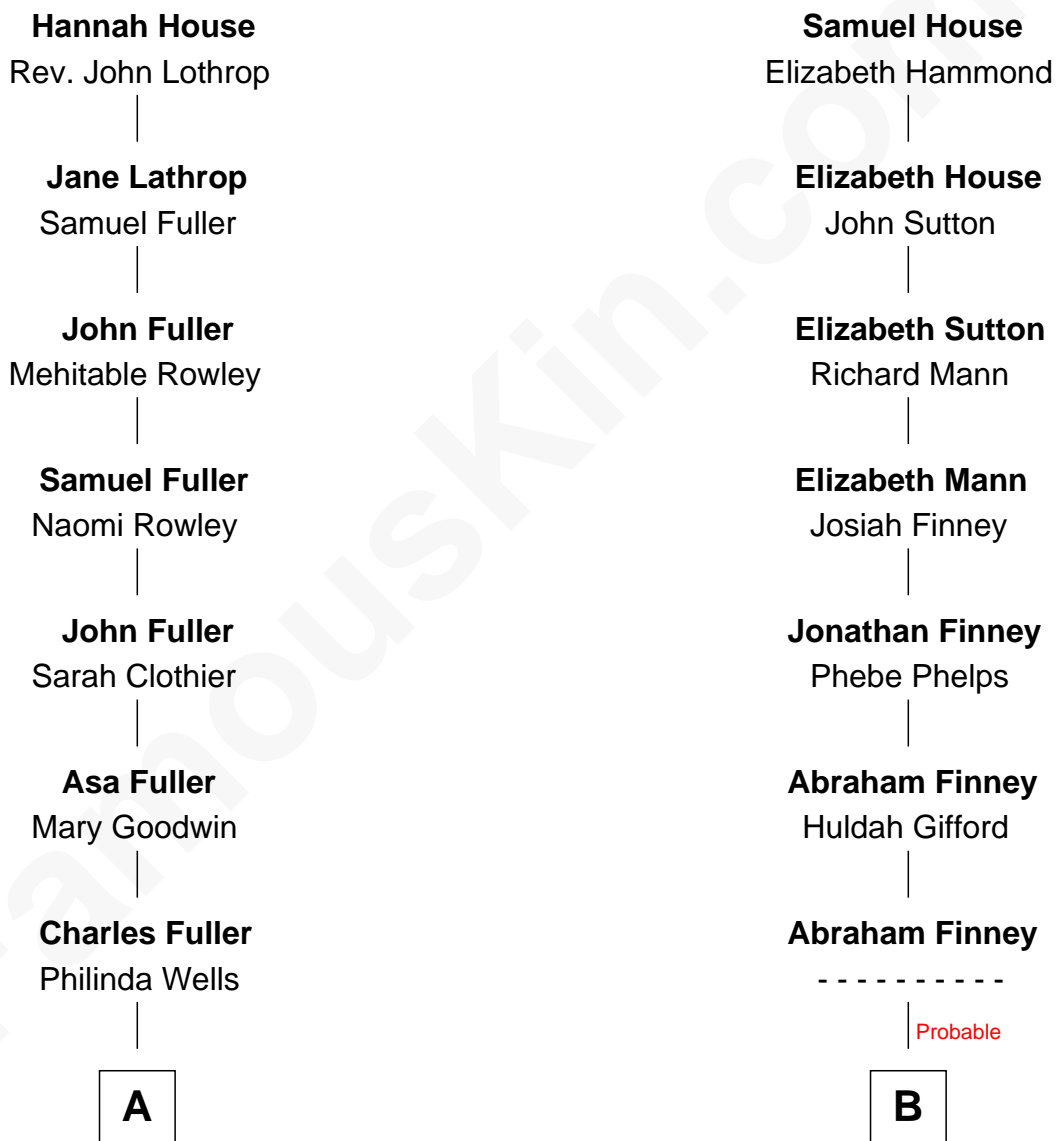 Hannah House
Rev. John Lothrop
Jane Lathrop
Samuel Fuller
John Fuller
Mehitable Rowley
Samuel Fuller
Naomi Rowley
John Fuller
Sarah Clothier
Asa Fuller
Mary Goodwin
Charles Fuller
Philinda Wells
A
Samuel House
Elizabeth Hammond
Elizabeth House
John Sutton
Elizabeth Sutton
Richard Mann
Elizabeth Mann
Josiah Finney
Jonathan Finney
Phebe Phelps
Abraham Finney
Huldah Gifford
Abraham Finney
- - - - - - - - - -
Probable
B
FamousKin.com